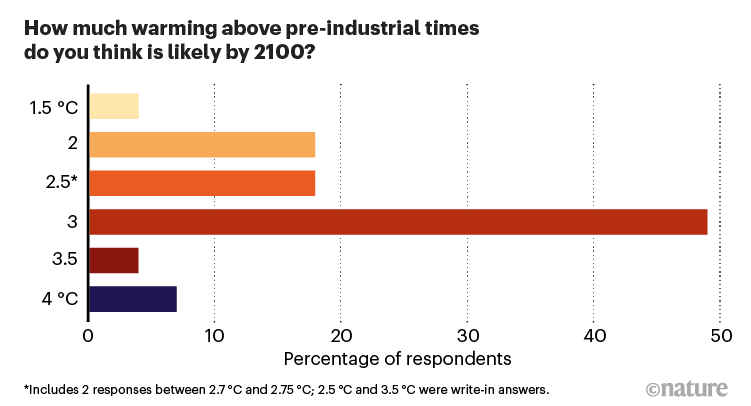 How much warming above pre-industrial times
do you think is likely by 2100?
1.5 °C
2
2.5*
3
3.5
4 °C
0 10 20 30 40 50
Percentage of respondents
*Includes 2 responses between 2.7 °C and 2.75 °C; 2.5 °C and 3.5 °C were write-in answers.
©nature